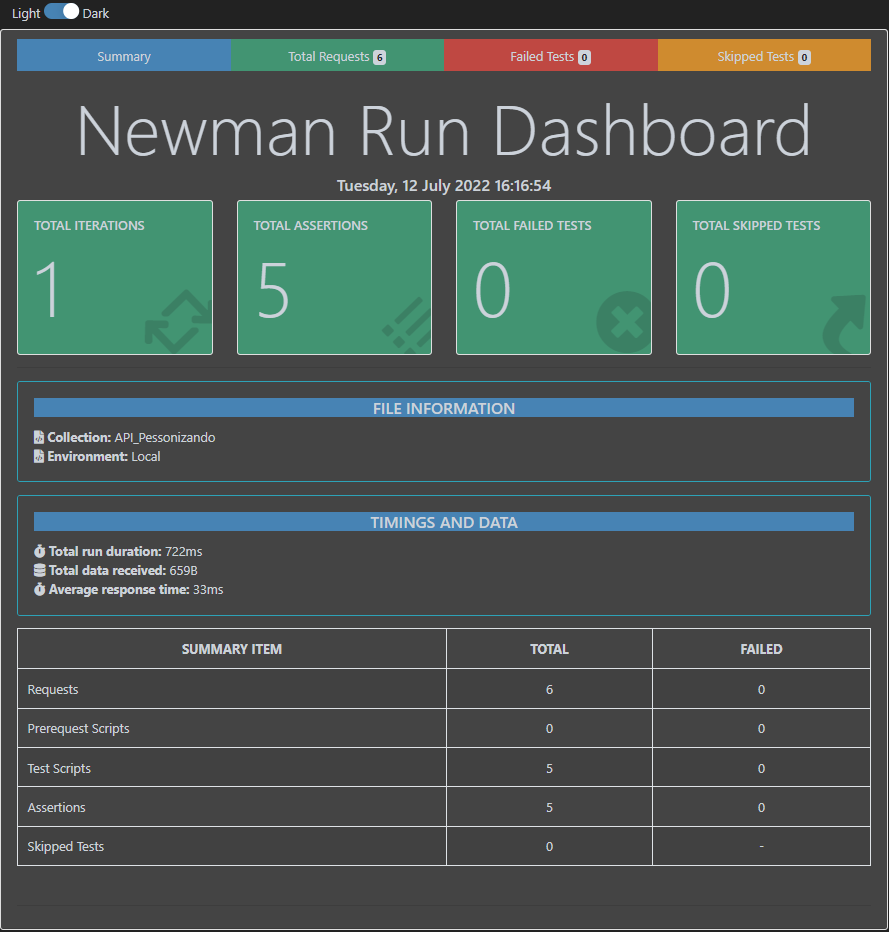 Light Dark
Summary Total Requests 6 Failed Tests 0 Skipped Tests 0
Newman Run Dashboard
Tuesday, 12 July 2022 16:16:54
TOTAL ITERATIONS TOTAL ASSERTIONS TOTAL FAILED TESTS TOTAL SKIPPED TESTS
1 5 0 0
FILE INFORMATION
Collection: API_Pessonizando
Environment: Local
TIMINGS AND DATA
Total run duration: 722ms
Total data received: 659B
Average response time: 33ms
SUMMARY ITEM TOTAL FAILED
Requests 6 0
Prerequest Scripts 0 0
Test Scripts 5 0
Assertions 5 0
Skipped Tests 0 -